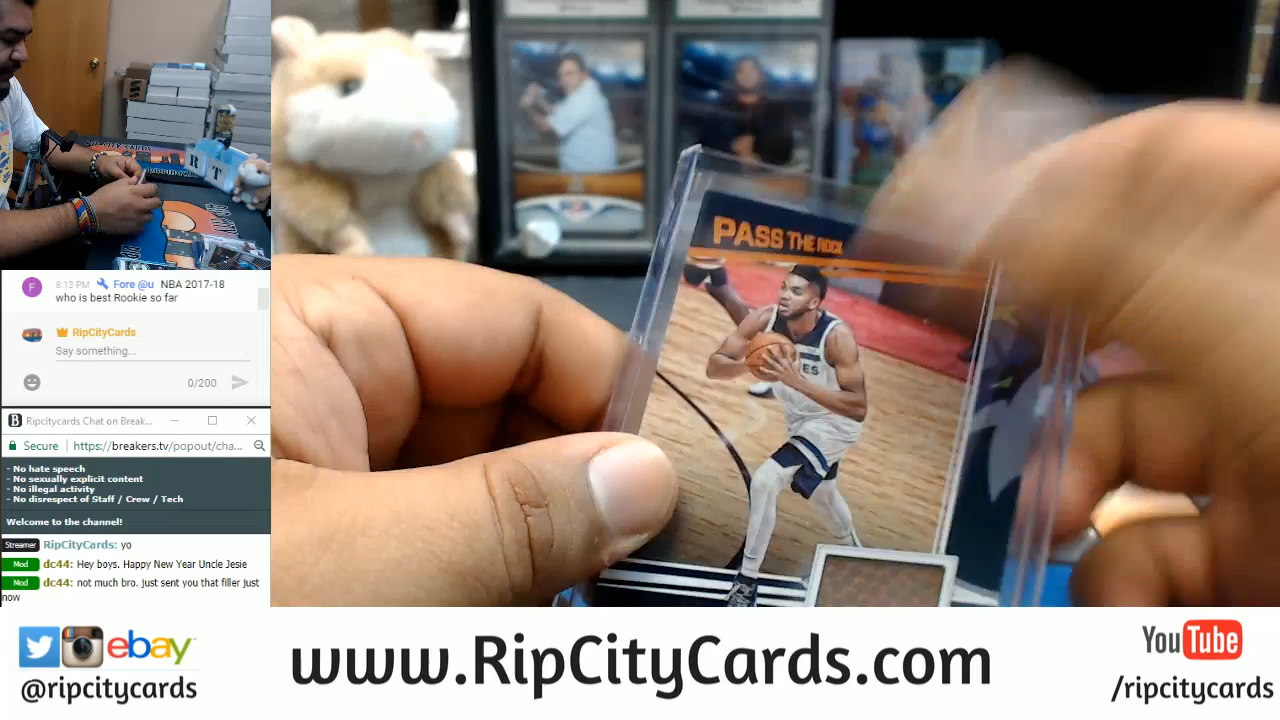 PASS THE ROCK
ES
R
T
8:13 PM Fore @u NBA 2017-18
who is best Rookie so far
RipCityCards
Say something...
0/200
Ripcitycards Chat on Break...
Secure https://breakers.tv/popout/cha...
- No hate speech
- No sexually explicit content
- No illegal activity
- No disrespect of Staff / Crew / Tech
Welcome to the channel!
Streamer RipCityCards: yo
Mod dc44: Hey boys. Happy New Year Uncle Jesie
Mod dc44: not much bro. just sent you that filler just
now
ebay
@ripcitycards
www.RipCityCards.com
YouTube
/ripcitycards